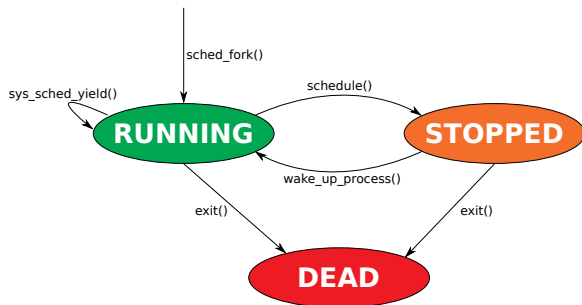 sched_fork()
sys_sched_yield()
schedule()
RUNNING
STOPPED
wake_up_process()
exit()
exit()
DEAD